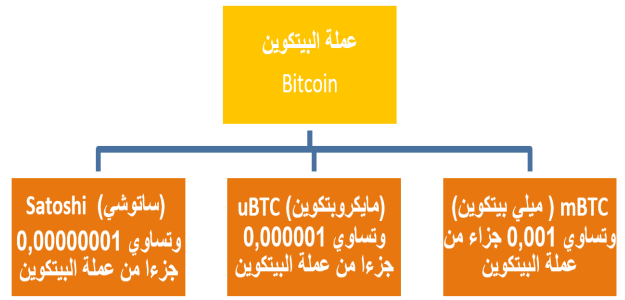 عملة البيتكوين
Bitcoin
mBTC ( ميلي بيتكوين)
وتساوي 0,001 جزاء من
عملة البيتكوين
uBTC (مايكروبتكوين)
وتساوي 0,000001
جزءا من عملة البيتكوين
Satoshi (ساتوشي)
وتساوي 0,00000001
جزءا من عملة البيتكوين